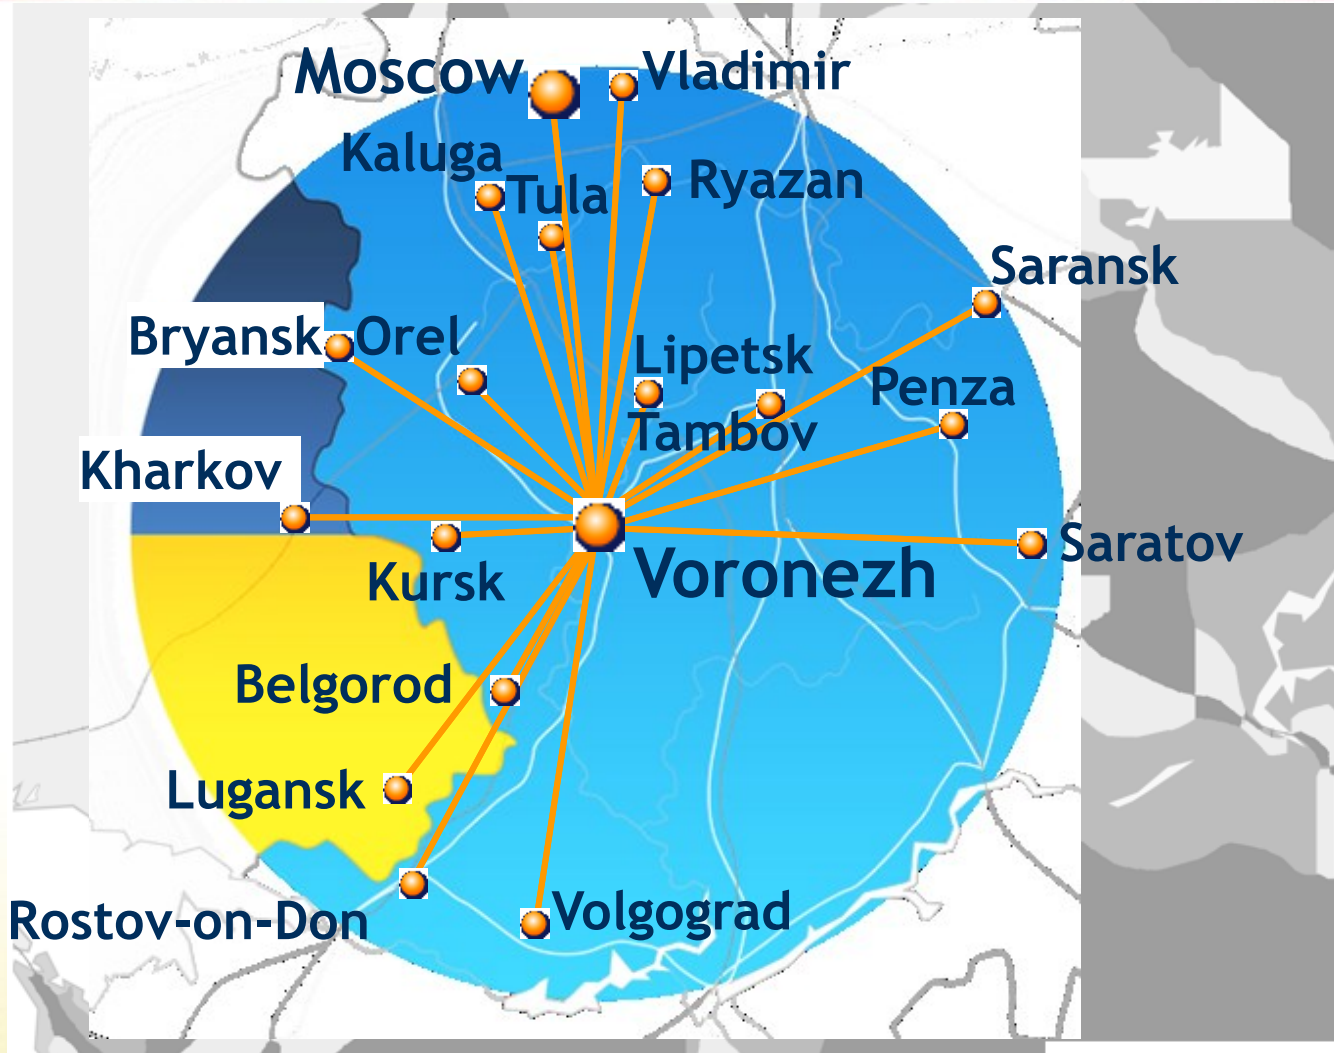 Moscow
Vladimir
Kaluga
Tula
Ryazan
Saransk
Bryansk
Orel
Lipetsk
Penza
Tambov
Kharkov
Saratov
Kursk
Voronezh
Belgorod
Lugansk
Rostov-on-Don
Volgograd